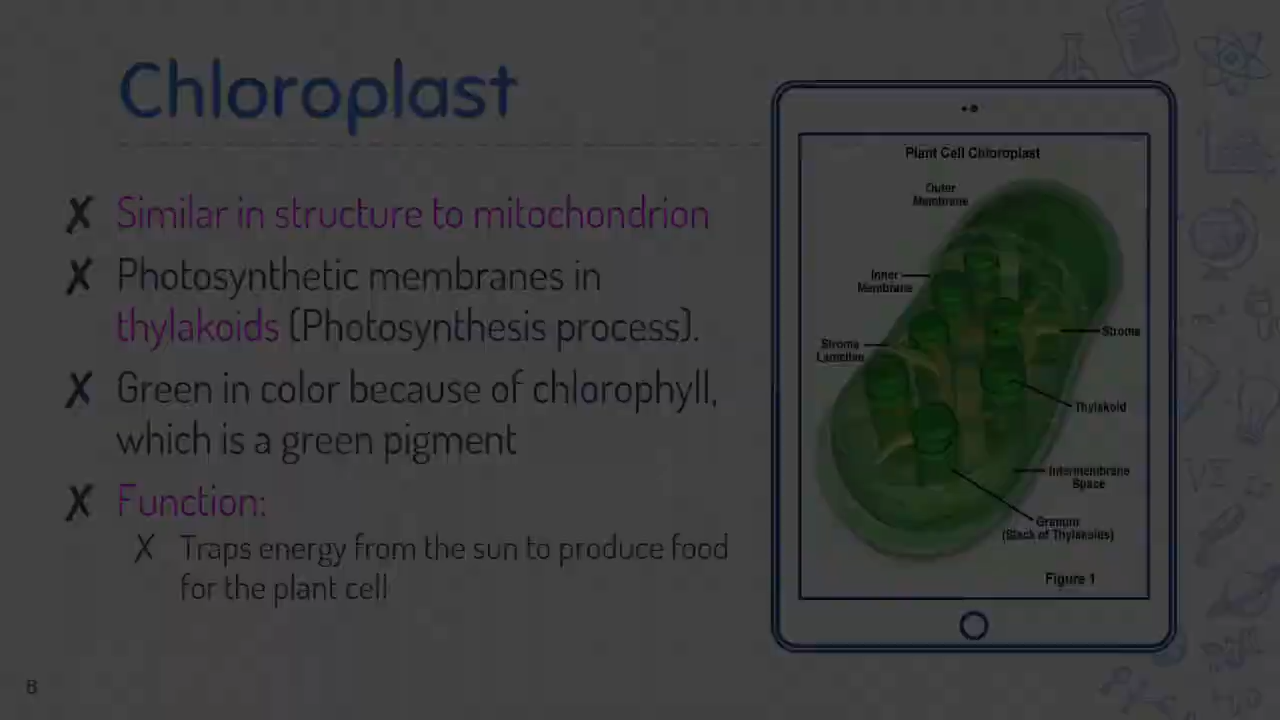 Chloroplast
✗ Similar in structure to mitochondrion
✗ Photosynthetic membranes in
thylakoids (Photosynthesis process).
✗ Green in color because of chlorophyll,
which is a green pigment
✗ Function:
✗ Traps energy from the sun to produce food
for the plant cell
Plant Cell Chloroplast
Outer
Membrane
Inner
Membrane
Stroma
Stroma
Lamellae
Thylakoid
Intermembrane
Space
Granum
(Stack of Thylakoids)
Figure 1